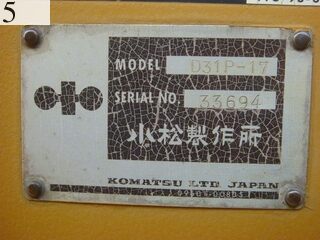 5
MODEL D31P-17
SERIAL NO. 33694
小松製作所
KOMATSU LTD. JAPAN